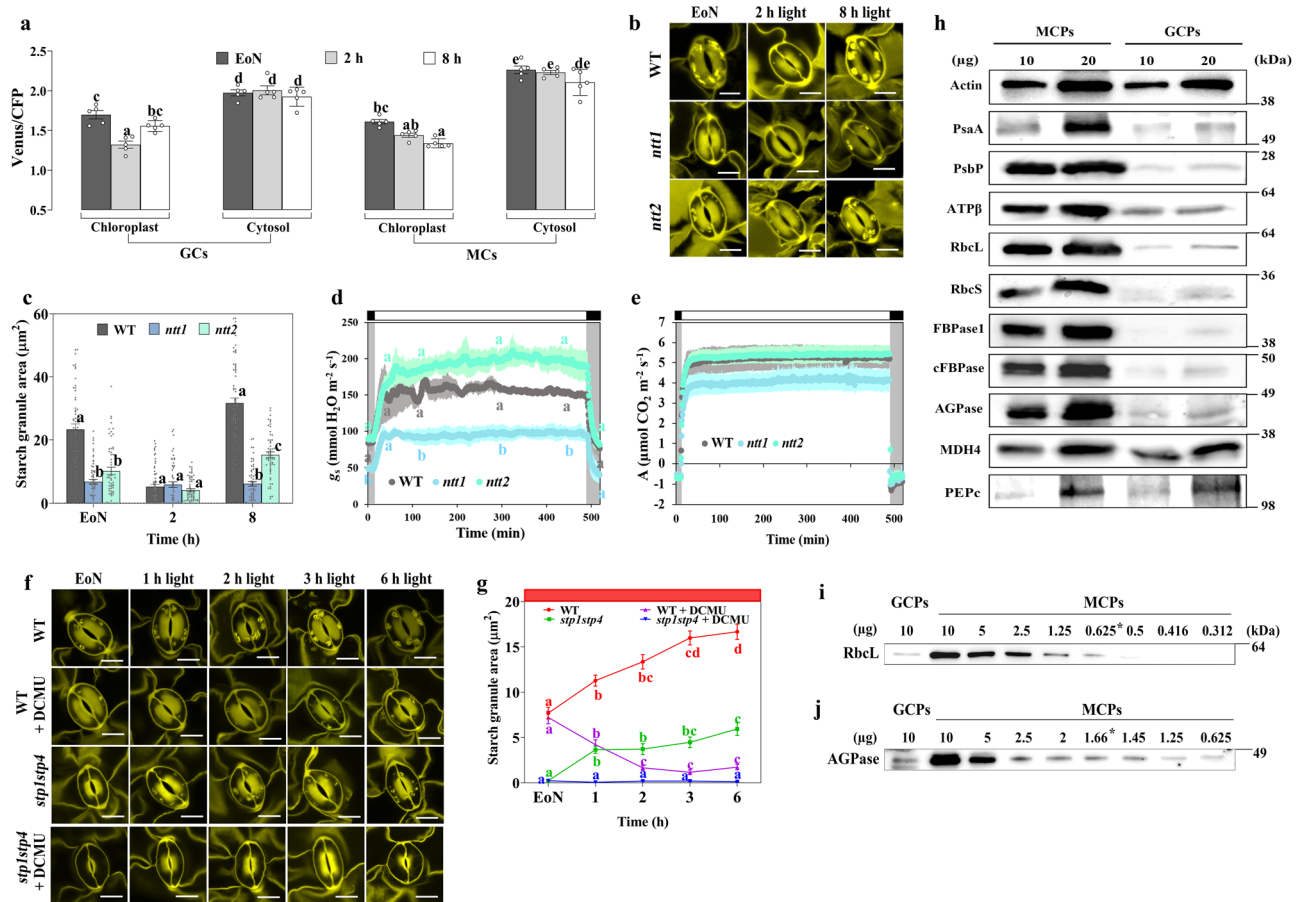 a
EoN
2 h
8 h
Venus/CFP
2.5
2.0
1.5
1.0
0.5
c
a
bc
d
d
d
bc
ab
a
e
e
de
Chloroplast
Cytosol
Chloroplast
Cytosol
GCs
MCs
b
EoN
2 h light
8 h light
WT
ntt1
ntt2
c
WT
ntt1
ntt2
Starch granule area (μm²)
60
40
20
0
a
b
b
a
a
a
a
b
c
EoN
2
8
Time (h)
d
gₛ (mmol H₂O m⁻² s⁻¹)
250
200
150
100
50
0
a
a
a
a
a
a
a
a
a
b
b
b
a
a
a
WT
ntt1
ntt2
0
100
200
300
400
500
Time (min)
e
A (μmol CO₂ m⁻² s⁻¹)
7
6
5
4
3
2
1
0
-1
-2
WT
ntt1
ntt2
0
100
200
300
400
500
Time (min)
f
EoN
1 h light
2 h light
3 h light
6 h light
WT
WT + DCMU
stp1stp4
stp1stp4 + DCMU
g
WT
WT + DCMU
stp1stp4
stp1stp4 + DCMU
Starch granule area (μm²)
20
15
10
5
0
a
b
bc
cd
d
a
b
c
c
c
a
b
b
bc
c
a
a
a
a
a
EoN
1
2
3
6
Time (h)
h
MCPs
GCPs
(μg)
10
20
10
20
(kDa)
Actin
38
PsaA
49
PsbP
28
ATPβ
64
RbcL
64
RbcS
36
FBPase1
38
cFBPase
50
AGPase
49
MDH4
38
PEPc
98
i
GCPs
MCPs
(μg)
10
10
5
2.5
1.25
0.625*
0.5
0.416
0.312
(kDa)
RbcL
64
j
GCPs
MCPs
(μg)
10
10
5
2.5
2
1.66*
1.45
1.25
0.625
AGPase
49